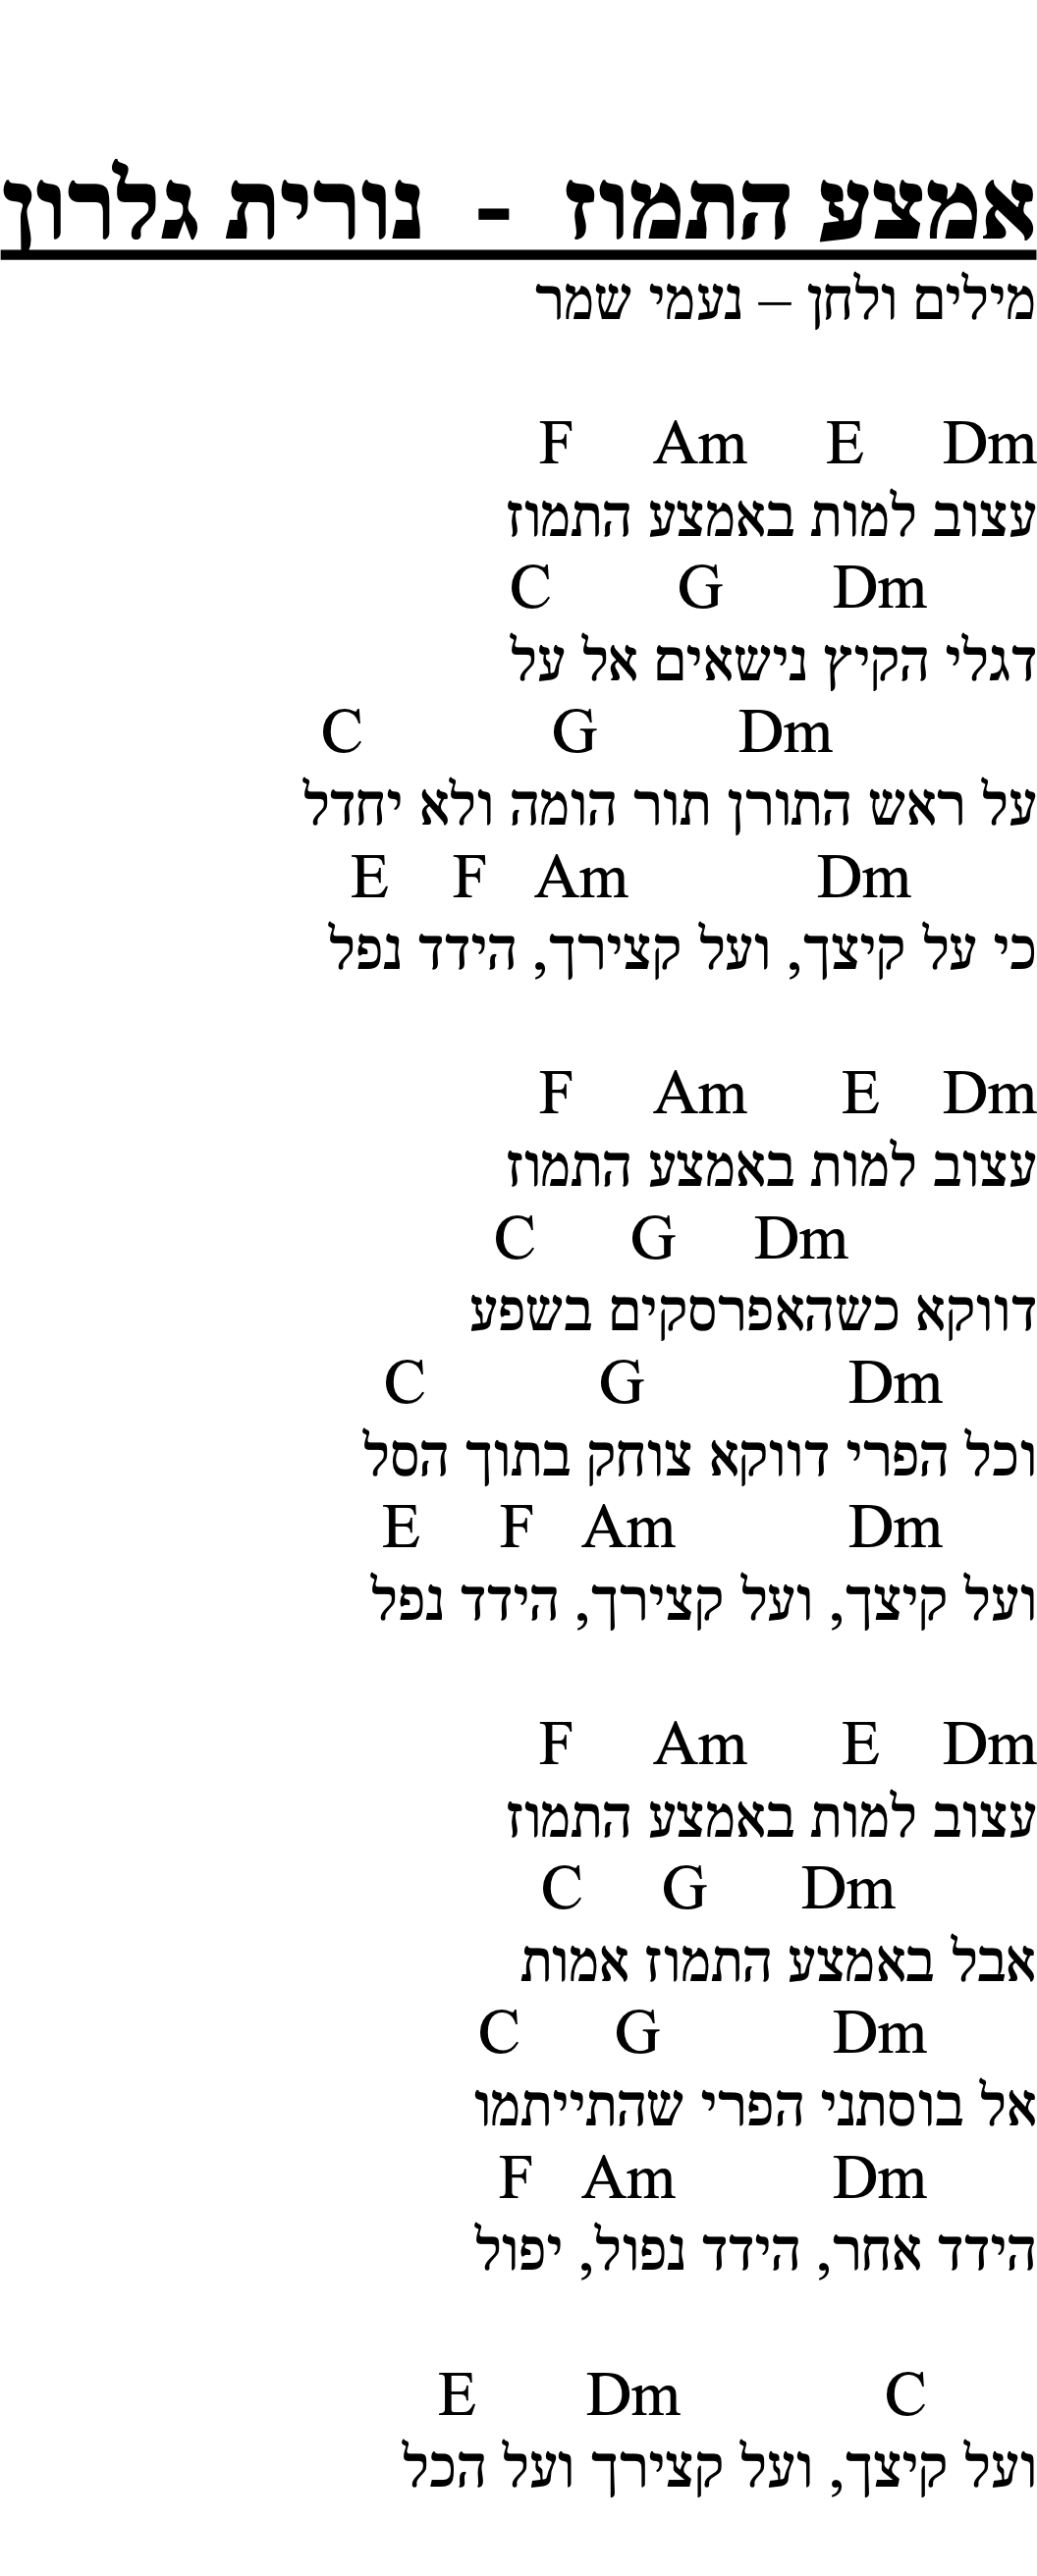 אמצע התמוז - נורית גלרון
מילים ולחן – נעמי שמר
F Am E Dm
עצוב למות באמצע התמוז
C G Dm
דגלי הקיץ נישאים אל על
C G Dm
על ראש התורן תור הומה ולא יחדל
E F Am Dm
כי על קיצך, ועל קצירך, הידד נפל
F Am E Dm
עצוב למות באמצע התמוז
C G Dm
דווקא כשהאפרסקים בשפע
C G Dm
וכל הפרי דווקא צוחק בתוך הסל
E F Am Dm
ועל קיצך, ועל קצירך, הידד נפל
F Am E Dm
עצוב למות באמצע התמוז
C G Dm
אבל באמצע התמוז אמות
C G Dm
אל בוסתני הפרי שהתייתמו
F Am Dm
הידד אחר, הידד נפול, יפול
E Dm C
ועל קיצך, ועל קצירך ועל הכל